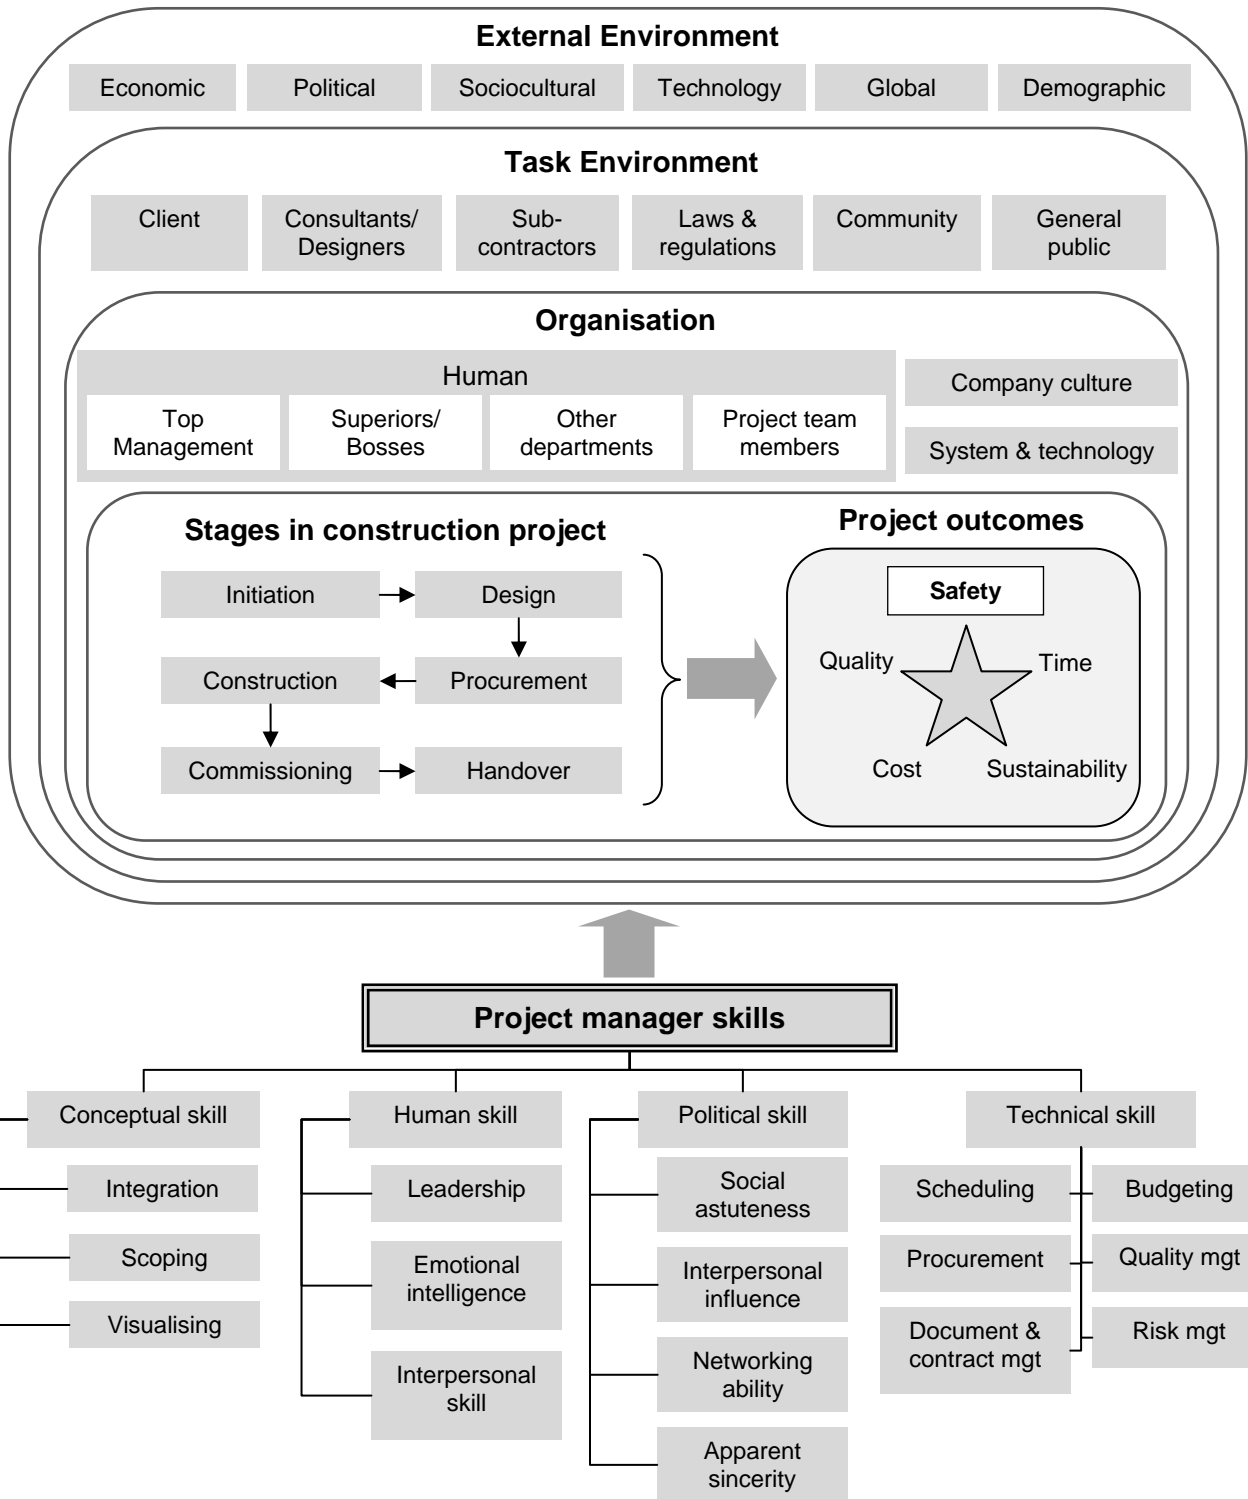 External Environment
Economic
Political
Sociocultural
Technology
Global
Demographic
Task Environment
Client
Consultants/
Designers
Sub-
contractors
Laws &
regulations
Community
General
public
Organisation
Human
Top
Management
Superiors/
Bosses
Other
departments
Project team
members
Company culture
System & technology
Stages in construction project
Initiation
Design
Procurement
Construction
Commissioning
Handover
Project outcomes
Safety
Quality
Time
Cost
Sustainability
Project manager skills
Conceptual skill
Integration
Scoping
Visualising
Human skill
Leadership
Emotional
intelligence
Interpersonal
skill
Political skill
Social
astuteness
Interpersonal
influence
Networking
ability
Apparent
sincerity
Technical skill
Scheduling
Budgeting
Procurement
Quality mgt
Document &
contract mgt
Risk mgt